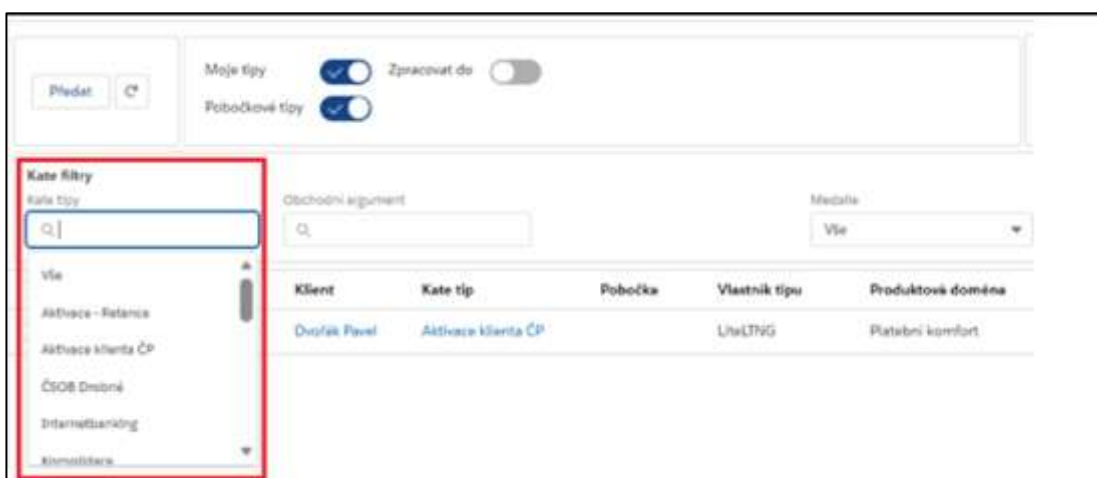 Moje tipy Zpracovat do
Předat
Pobočkové tipy
Kate filtry
Kate tipy Obchodní argument Medaile
Vše
Vše
Klient Kate tip Pobočka Vlastník tipu Produktová doména
Aktivace - Retence
Dvořák Pavel Aktivace klienta ČP LiteLTNG Platební komfort
Aktivace klienta ČP
ČSOB Drobné
Internetbanking